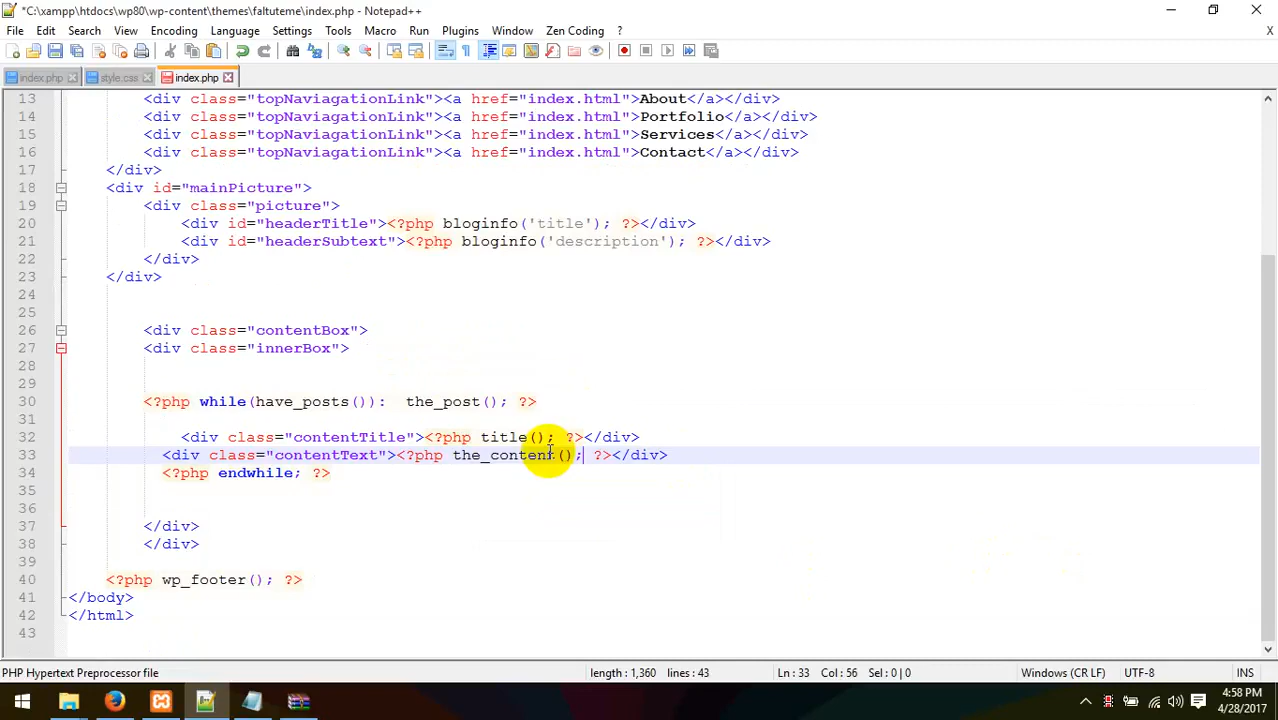 *C:\xampp\htdocs\wp80\wp-content\themes\faltuteme\index.php - Notepad++
File Edit Search View Encoding Language Settings Tools Macro Run Plugins Window Zen Coding ? X
index.php style.css index.php
13 <div class="topNaviagationLink"><a href="index.html">About</a></div>
14 <div class="topNaviagationLink"><a href="index.html">Portfolio</a></div>
15 <div class="topNaviagationLink"><a href="index.html">Services</a></div>
16 <div class="topNaviagationLink"><a href="index.html">Contact</a></div>
17 </div>
18 <div id="mainPicture">
19 <div class="picture">
20 <div id="headerTitle"><?php bloginfo('title'); ?></div>
21 <div id="headerSubtext"><?php bloginfo('description'); ?></div>
22 </div>
23 </div>
24
25
26 <div class="contentBox">
27 <div class="innerBox">
28
29
30 <?php while(have_posts()): the_post(); ?>
31
32 <div class="contentTitle"><?php title(); ?></div>
33 <div class="contentText"><?php the_content(); ?></div>
34 <?php endwhile; ?>
35
36
37 </div>
38 </div>
39
40 <?php wp_footer(); ?>
41 </body>
42 </html>
43
PHP Hypertext Preprocessor file length : 1,360 lines : 43 Ln : 33 Col : 56 Sel : 0 | 0 Windows (CR LF) UTF-8 INS
4:58 PM
4/28/2017